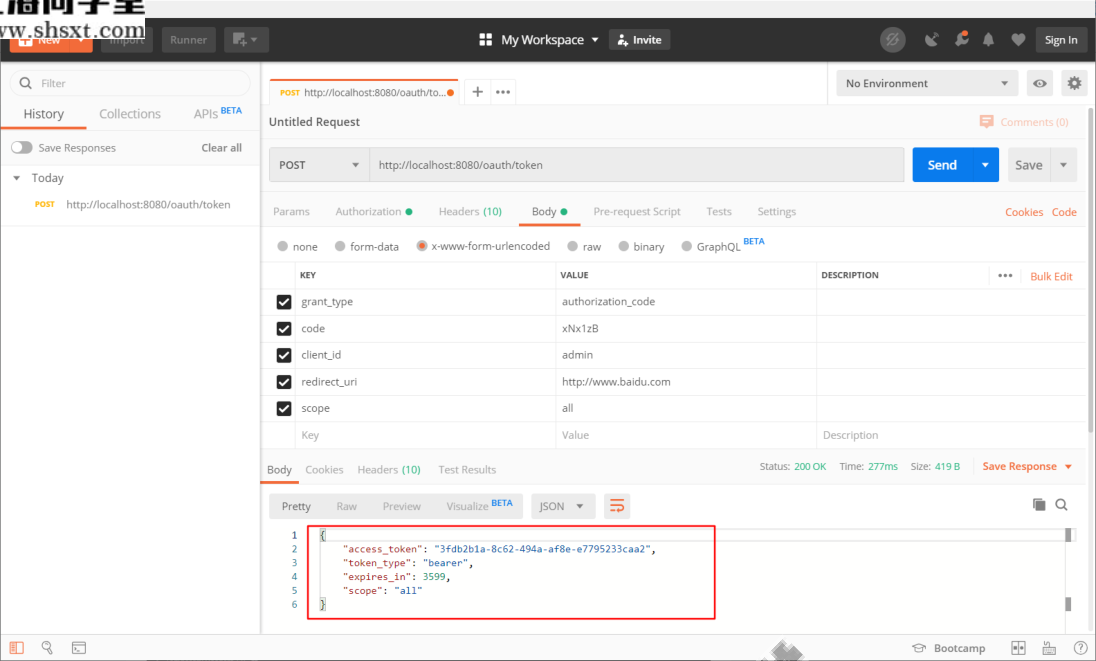 www.shsxt.com
New
Import
Runner
My Workspace
Invite
Sign In
Filter
History Collections APIs BETA
Save Responses Clear all
Today
POST http://localhost:8080/oauth/token
POST http://localhost:8080/oauth/to...
No Environment
Untitled Request
Comments (0)
POST http://localhost:8080/oauth/token Send Save
Params Authorization Headers (10) Body Pre-request Script Tests Settings Cookies Code
none form-data x-www-form-urlencoded raw binary GraphQL BETA
KEY VALUE DESCRIPTION ••• Bulk Edit
grant_type authorization_code
code xNx1zB
client_id admin
redirect_uri http://www.baidu.com
scope all
Key Value Description
Body Cookies Headers (10) Test Results Status: 200 OK Time: 277ms Size: 419 B Save Response
Pretty Raw Preview Visualize BETA JSON
1 {
2 "access_token": "3fdb2b1a-8c62-494a-af8e-e7795233caa2",
3 "token_type": "bearer",
4 "expires_in": 3599,
5 "scope": "all"
6 }
Bootcamp